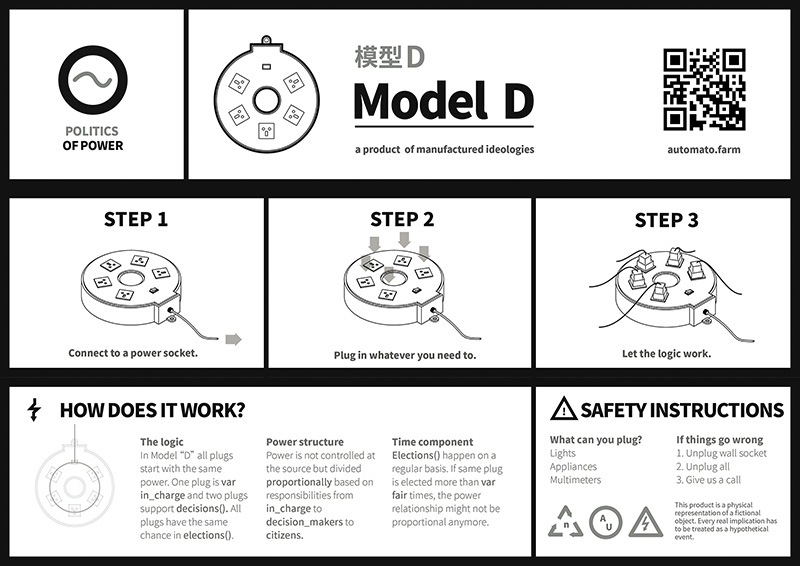 POLITICS
OF POWER
模型D
Model D
a product of manufactured ideologies
automato.farm
STEP 1
Connect to a power socket.
STEP 2
Plug in whatever you need to.
STEP 3
Let the logic work.
HOW DOES IT WORK?
The logic
In Model “D” all plugs
start with the same
power. One plug is var
in_charge and two plugs
support decisions(). All
plugs have the same
chance in elections().
Power structure
Power is not controlled at
the source but divided
proportionally based on
responsibilities from
in_charge to
decision_makers to
citizens.
Time component
Elections() happen on a
regular basis. If same plug
is elected more than var
fair times, the power
relationship might not be
proportional anymore.
SAFETY INSTRUCTIONS
What can you plug?
Lights
Appliances
Multimeters
If things go wrong
1. Unplug wall socket
2. Unplug all
3. Give us a call
n
A
U
This product is a physical
representation of a fictional
object. Every real implication has
to be treated as a hypothetical
event.